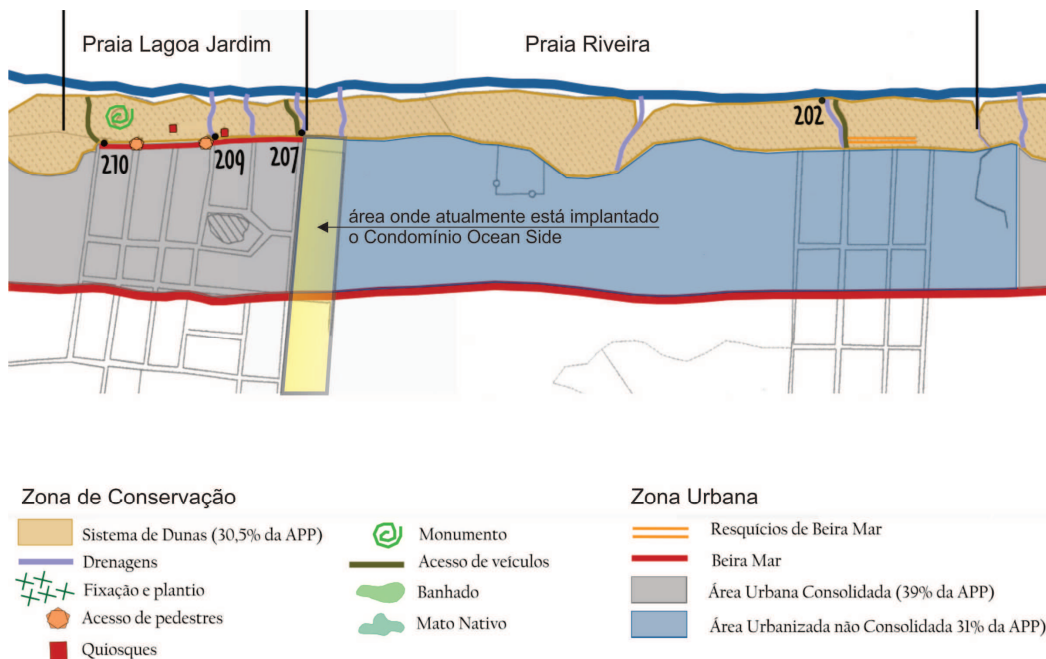 Praia Lagoa Jardim
Praia Riveira
202
210
209
207
área onde atualmente está implantado
o Condomínio Ocean Side
Zona de Conservação
Sistema de Dunas (30,5% da APP)
Drenagens
Fixação e plantio
Acesso de pedestres
Quiosques
Monumento
Acesso de veículos
Banhado
Mato Nativo
Zona Urbana
Resquícios de Beira Mar
Beira Mar
Área Urbana Consolidada (39% da APP)
Área Urbanizada não Consolidada 31% da APP)